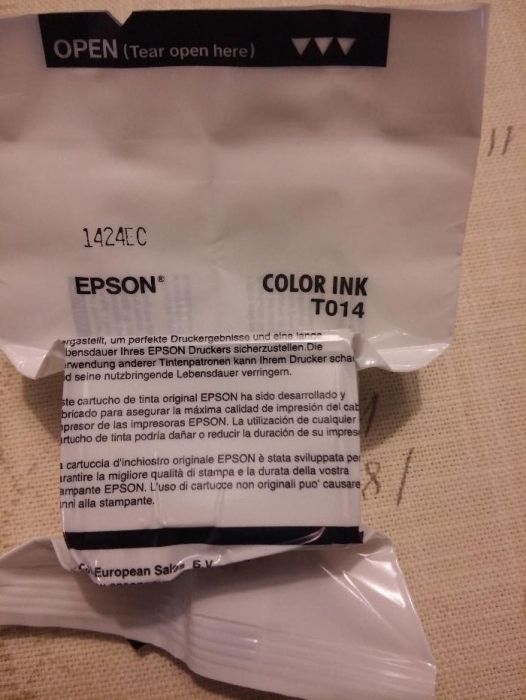 OPEN (Tear open here)
1424EC
EPSON®
COLOR INK
T014
rgestellt, um perfekte Druckergebnisse und eine lange
bensdauer Ihres EPSON Druckers sicherzustellen. Die
rwendung anderer Tintenpatronen kann Ihrem Drucker scha
d seine nutzbringende Lebensdauer verringern.
ste cartucho de tinta original EPSON ha sido desarrollado y
bricado para asegurar la máxima calidad de impresión del cab
presor de las impresoras EPSON. La utilización de cualquier
rtucho de tinta podría dañar o reducir la duración de su impres
a cartuccia d'inchiostro originale EPSON è stata sviluppata pe
arantire la migliore qualità di stampa e la durata della vostra
ampante EPSON. L'uso di cartucce non originali puo' causare
nni alla stampante.
European Sales B.V.